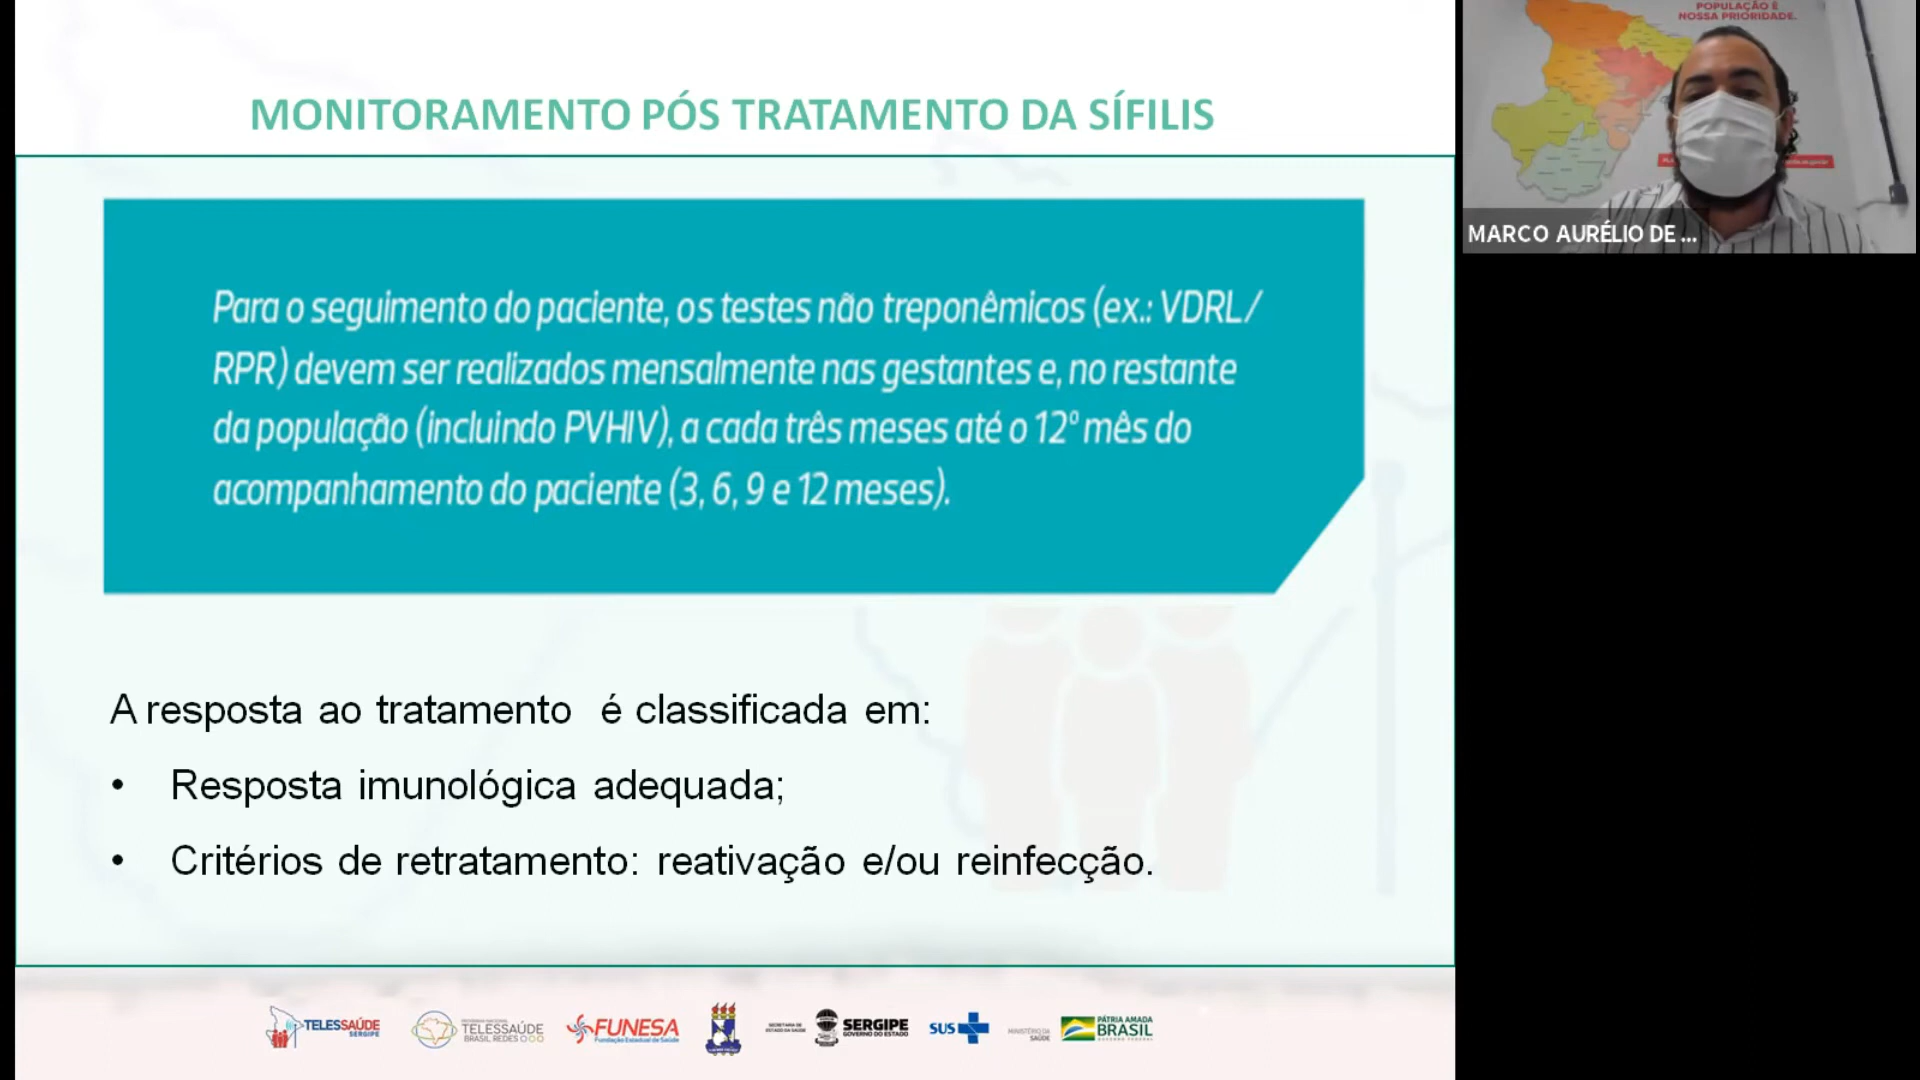 MONITORAMENTO PÓS TRATAMENTO DA SÍFILIS
Para o seguimento do paciente, os testes não treponêmicos (ex.: VDRL/
RPR) devem ser realizados mensalmente nas gestantes e, no restante
da população (incluindo PVHIV), a cada três meses até o 12º mês do
acompanhamento do paciente (3, 6, 9 e 12 meses).
A resposta ao tratamento é classificada em:
• Resposta imunológica adequada;
• Critérios de retratamento: reativação e/ou reinfecção.
POPULAÇÃO É
NOSSA PRIORIDADE.
MARCO AURÉLIO DE ...
TELESSAÚDE
SERGIPE
TELESSAÚDE
BRASIL REDES
FUNESA
Fundação Estadual de Saúde
SECRETARIA DE
ESTADO DA SAÚDE
SERGIPE
GOVERNO DO ESTADO
SUS
MINISTÉRIO DA
SAÚDE
PÁTRIA AMADA
BRASIL
GOVERNO FEDERAL